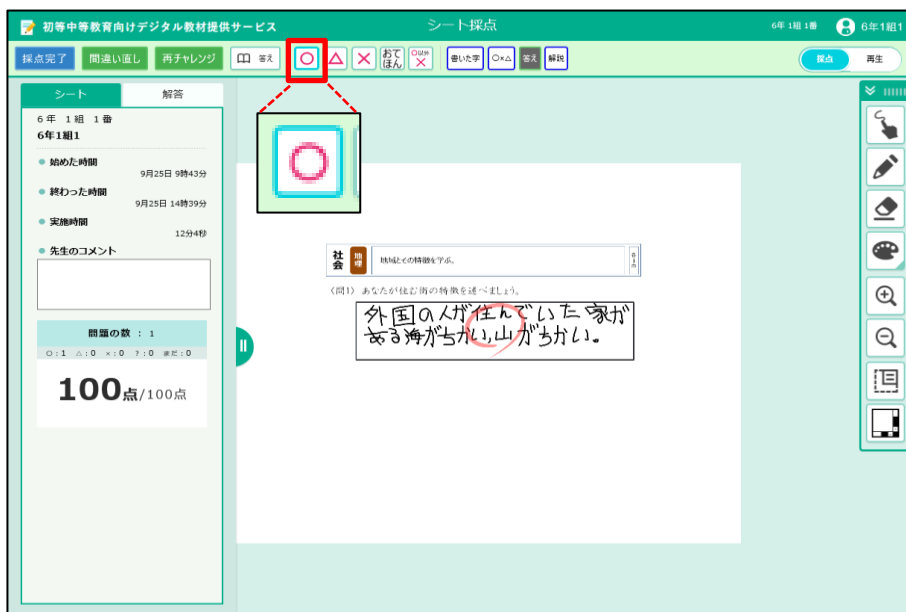 初等中等教育向けデジタル教材提供サービス
シート採点
6年 1組 1番
6年1組1
採点完了
間違い直し
再チャレンジ
答え
おてほん
○以外
書いた字
○×△
答え
解説
採点
再生
シート
解答
6年 1組 1番
6年1組1
始めた時間
9月25日 9時43分
終わった時間
9月25日 14時39分
実施時間
12分4秒
先生のコメント
問題の数 : 1
○:1 △:0 ×:0 ?:0 まだ:0
100点/100点
社会
地理
地域とその特徴を学ぶ。
〈問1〉 あなたが住む街の特徴を述べましょう。
外国の人が住んでいた家が
ある海がちかい,山がちかい。